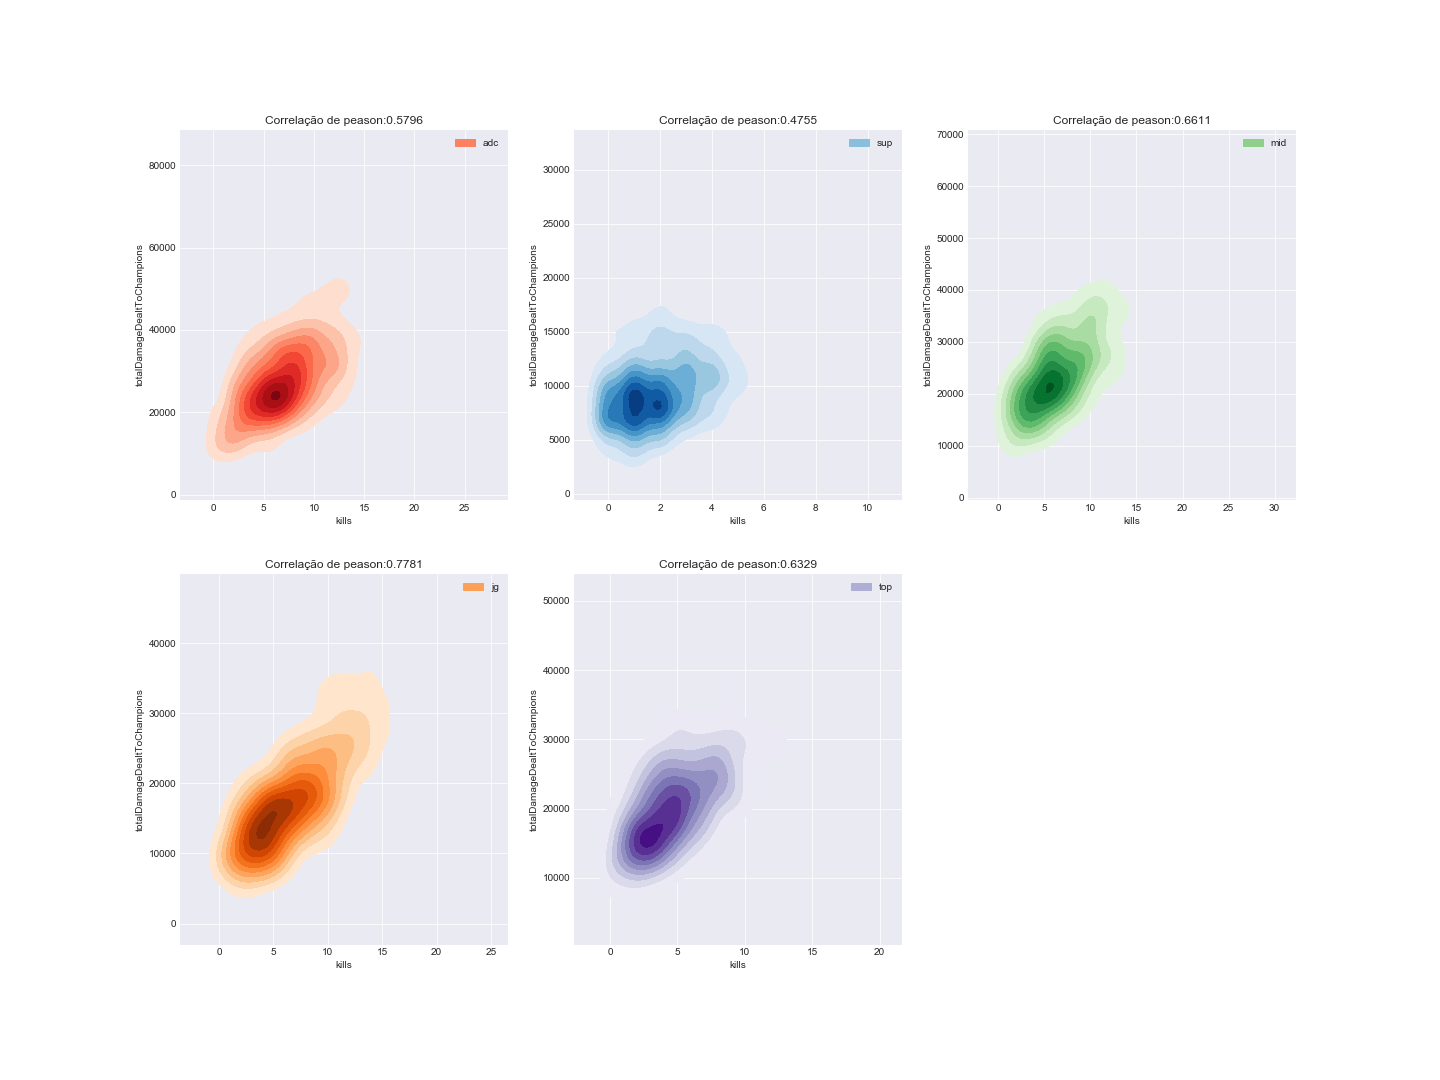 Correlação de peason:0.5796
adc
80000
60000
40000
20000
0
totalDamageDealtToChampions
0 5 10 15 20 25
kills
Correlação de peason:0.4755
sup
30000
25000
20000
15000
10000
5000
0
totalDamageDealtToChampions
0 2 4 6 8 10
kills
Correlação de peason:0.6611
mid
70000
60000
50000
40000
30000
20000
10000
0
totalDamageDealtToChampions
0 5 10 15 20 25 30
kills
Correlação de peason:0.7781
jg
40000
30000
20000
10000
0
totalDamageDealtToChampions
0 5 10 15 20 25
kills
Correlação de peason:0.6329
top
50000
40000
30000
20000
10000
totalDamageDealtToChampions
0 5 10 15 20
kills